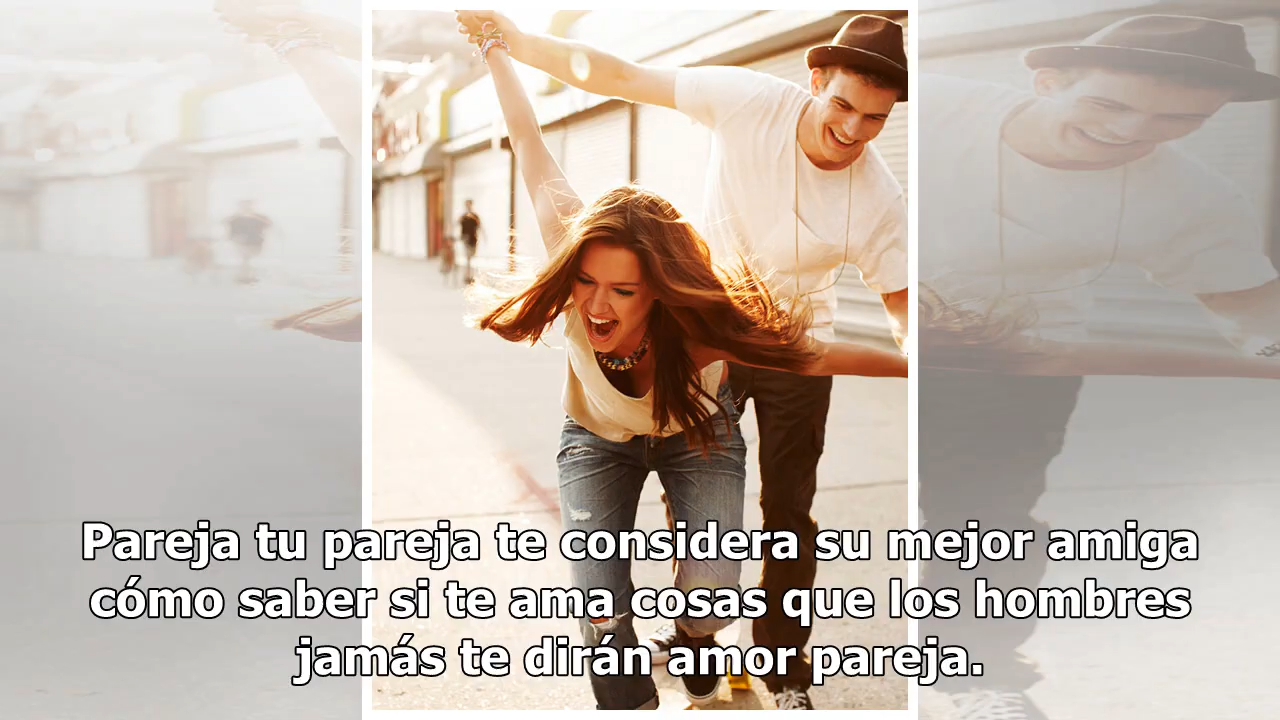 Pareja tu pareja te considera su mejor amiga
cómo saber si te ama cosas que los hombres
jamás te dirán amor pareja.